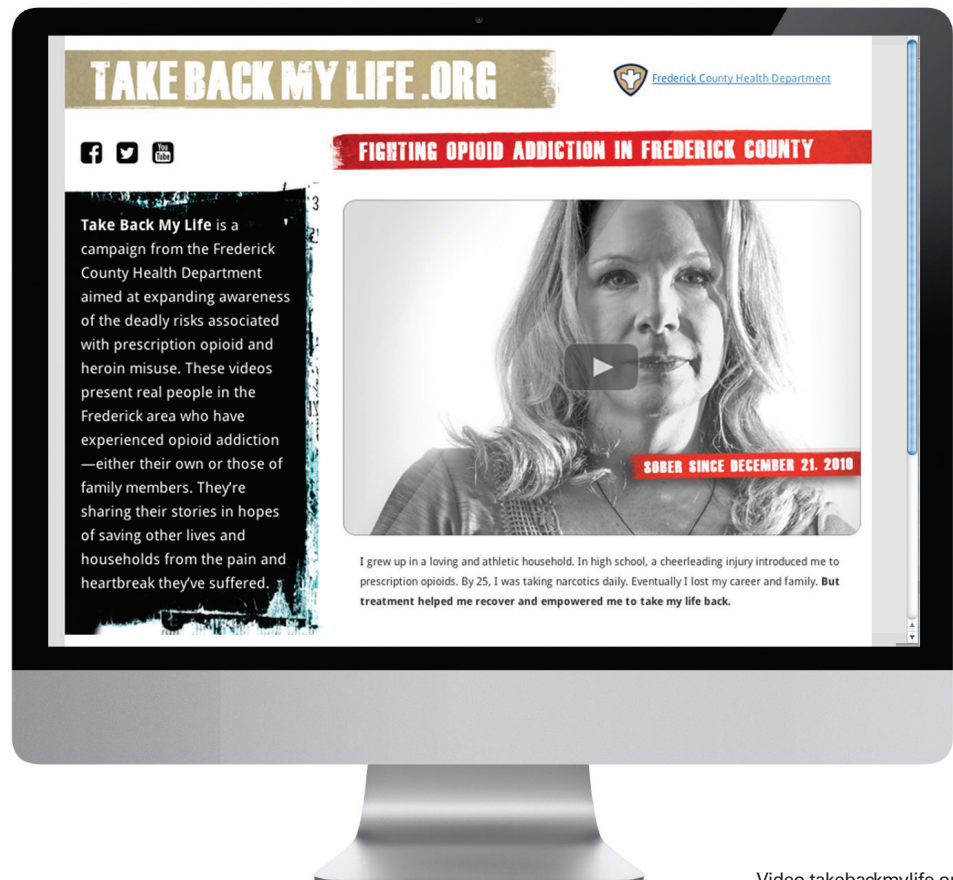 TAKE BACK MY LIFE .ORG
Frederick County Health Department
You
Tube
FIGHTING OPIOID ADDICTION IN FREDERICK COUNTY
Take Back My Life is a
campaign from the Frederick
County Health Department
aimed at expanding awareness
of the deadly risks associated
with prescription opioid and
heroin misuse. These videos
present real people in the
Frederick area who have
experienced opioid addiction
—either their own or those of
family members. They're
sharing their stories in hopes
of saving other lives and
households from the pain and
heartbreak they've suffered.
3
SOBER SINCE DECEMBER 21. 2010
I grew up in a loving and athletic household. In high school, a cheerleading injury introduced me to
prescription opioids. By 25, I was taking narcotics daily. Eventually I lost my career and family. But
treatment helped me recover and empowered me to take my life back.
Video takebackmylife